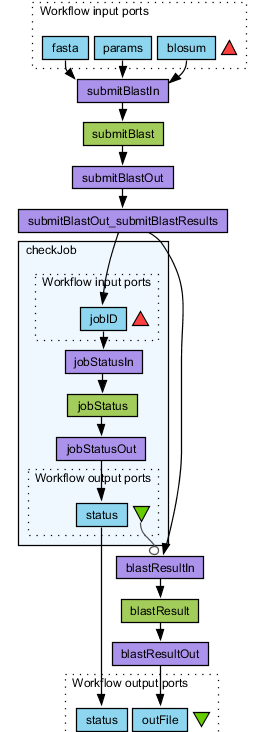 Workflow input ports
fasta params blosum
submitBlastIn
submitBlast
submitBlastOut
submitBlastOut_submitBlastResults
checkJob
Workflow input ports
jobID
jobStatusIn
jobStatus
jobStatusOut
Workflow output ports
status
blastResultIn
blastResult
blastResultOut
Workflow output ports
status outFile